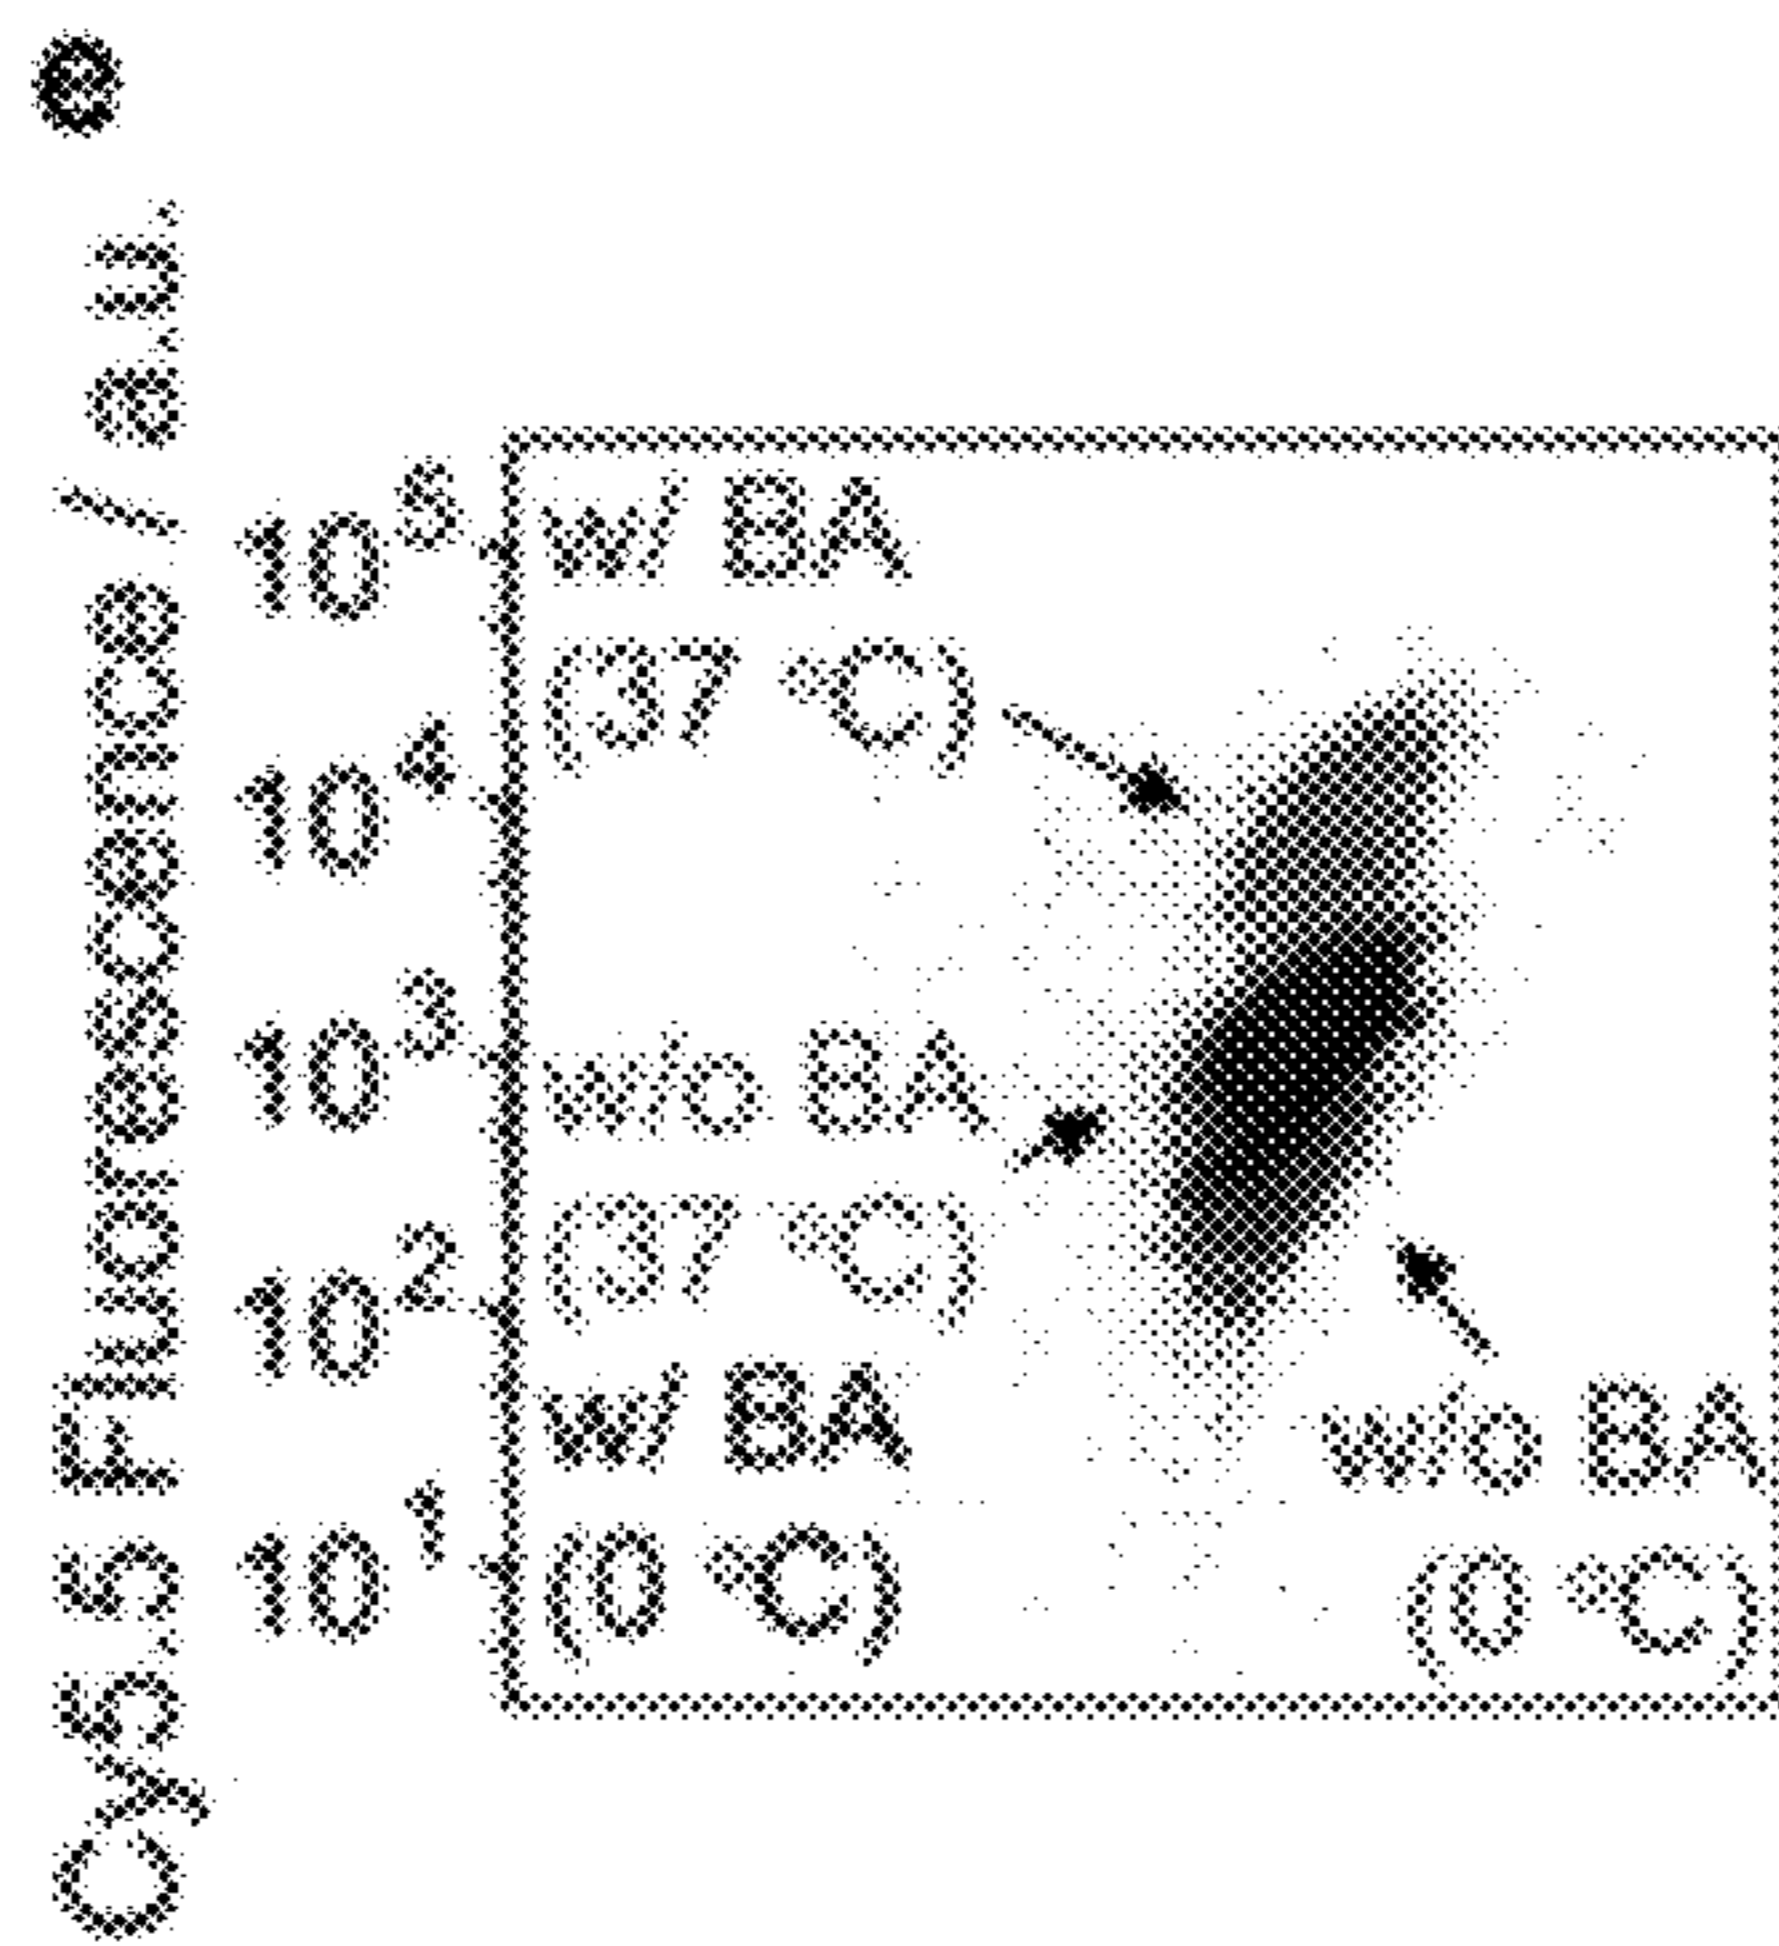 e
Cy5.5 Fluorescence / a.u.
10^5
10^4
10^3
10^2
10^1
w/ BA
(37 °C)
w/o BA
(37 °C)
w/ BA
(0 °C)
w/o BA
(0 °C)